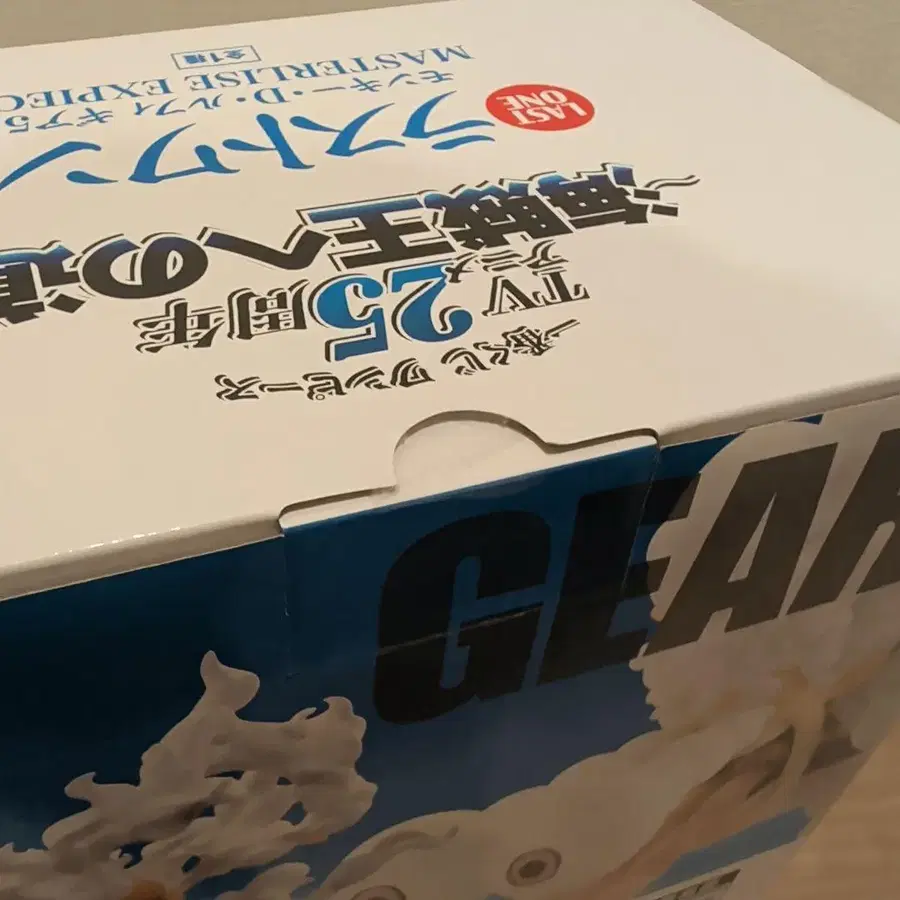 一番くじ ワンピース
TVアニメ
25周年
海賊王への道
ラストワン
LAST
ONE
モンキー・D・ルフィ ギア5
MASTERLISE EXPIEC
全1種
GEAR